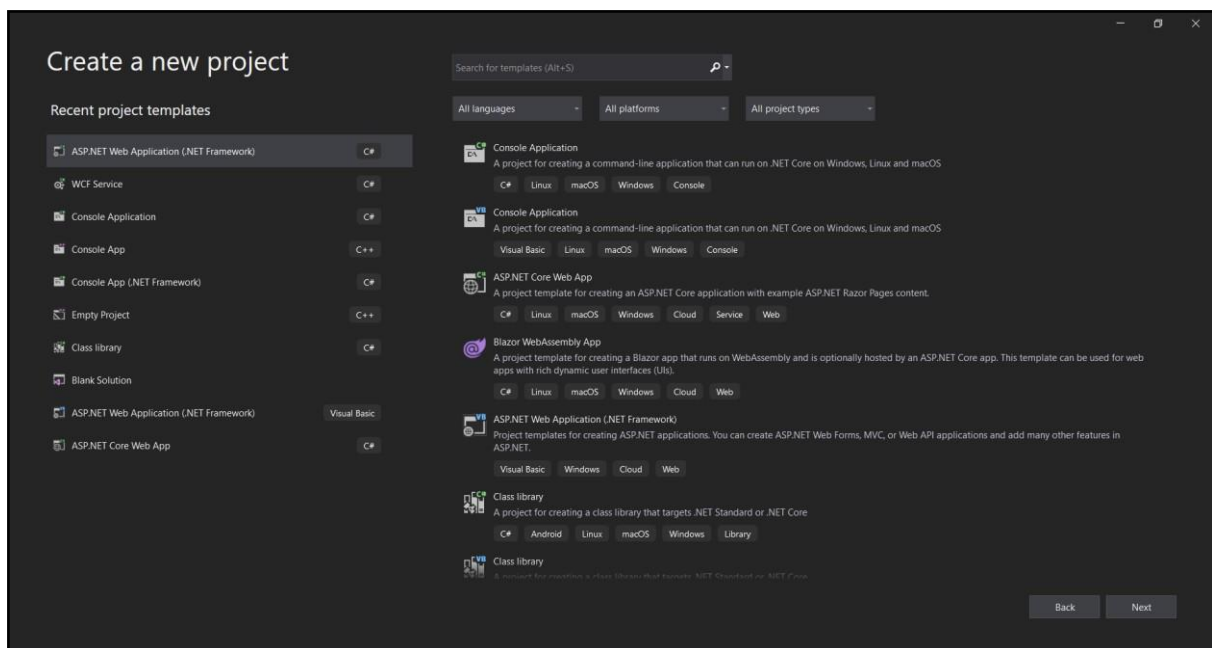 Create a new project
Recent project templates
ASP.NET Web Application (.NET Framework) C#
WCF Service C#
Console Application C#
Console App C++
Console App (.NET Framework) C#
Empty Project C++
Class library C#
Blank Solution
ASP.NET Web Application (.NET Framework) Visual Basic
ASP.NET Core Web App C#
Search for templates (Alt+S)
All languages All platforms All project types
Console Application
A project for creating a command-line application that can run on .NET Core on Windows, Linux and macOS
C# Linux macOS Windows Console
Console Application
A project for creating a command-line application that can run on .NET Core on Windows, Linux and macOS
Visual Basic Linux macOS Windows Console
ASP.NET Core Web App
A project template for creating an ASP.NET Core application with example ASP.NET Razor Pages content.
C# Linux macOS Windows Cloud Service Web
Blazor WebAssembly App
A project template for creating a Blazor app that runs on WebAssembly and is optionally hosted by an ASP.NET Core app. This template can be used for web
apps with rich dynamic user interfaces (UIs).
C# Linux macOS Windows Cloud Web
ASP.NET Web Application (.NET Framework)
Project templates for creating ASP.NET applications. You can create ASP.NET Web Forms, MVC, or Web API applications and add many other features in
ASP.NET.
Visual Basic Windows Cloud Web
Class library
A project for creating a class library that targets .NET Standard or .NET Core
C# Android Linux macOS Windows Library
Class library
A project for creating a class library that targets .NET Standard or .NET Core
Back Next